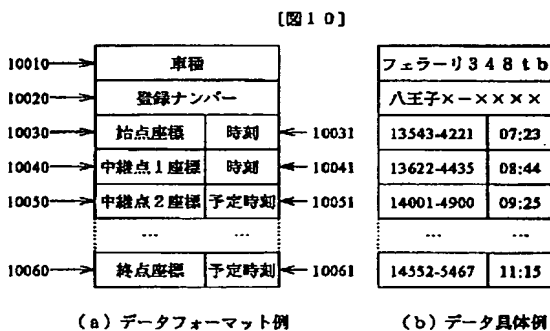 [図10]
10010 車種 フェラーリ348tb
10020 登録ナンバー 八王子×－××××
10030 始点座標 時刻 10031 13543-4221 07:23
10040 中継点1座標 時刻 10041 13622-4435 08:44
10050 中継点2座標 予定時刻 10051 14001-4900 09:25
… … … …
10060 終点座標 予定時刻 10061 14552-5467 11:15
(a) データフォーマット例 (b) データ具体例